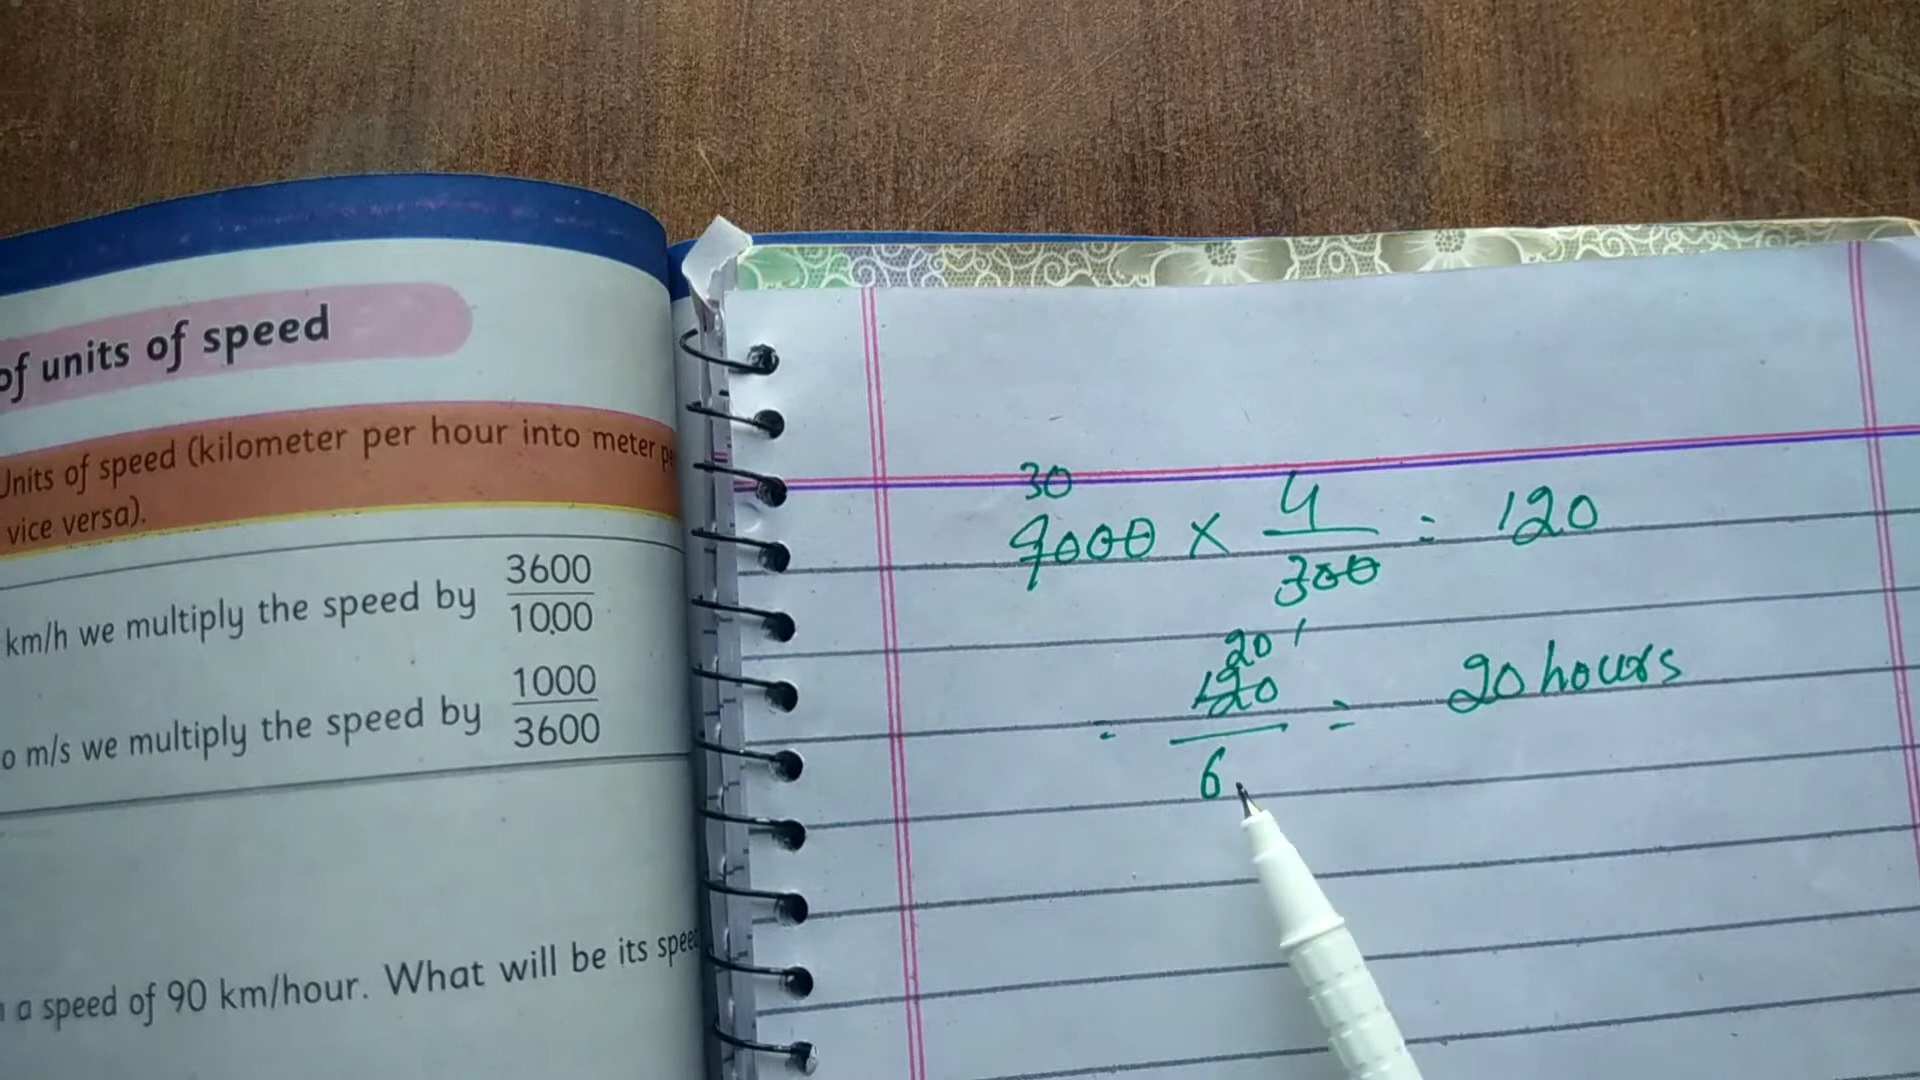 of units of speed
Units of speed (kilometer per hour into meter
vice versa).
km/h we multiply the speed by 3600/1000
o m/s we multiply the speed by 1000/3600
a speed of 90 km/hour. What will be its speed
30
9000 × 4/300 = 120
20
= 120/6 = 20 hours